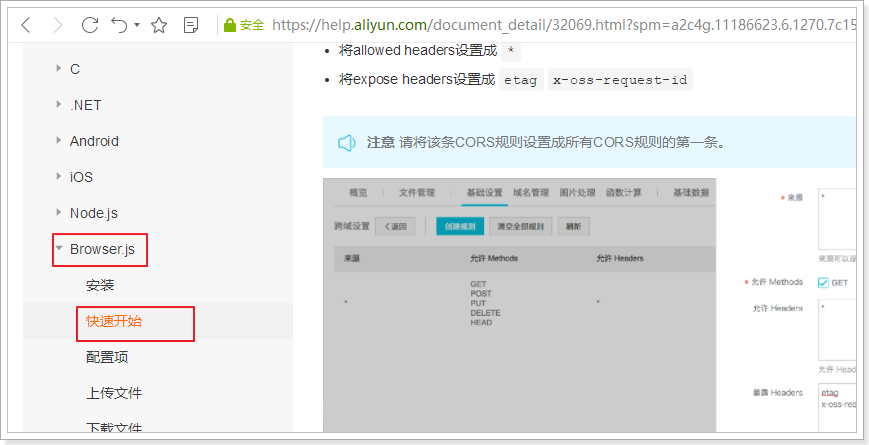 安全 https://help.aliyun.com/document_detail/32069.html?spm=a2c4g.11186623.6.1270.7c15
C
.NET
Android
iOS
Node.js
Browser.js
安装
快速开始
配置项
上传文件
下载文件
将allowed headers设置成 *
将expose headers设置成 etag x-oss-request-id
注意 请将该条CORS规则设置成所有CORS规则的第一条。
概览 文件管理 基础设置 域名管理 图片处理 函数计算 基础数据
跨域设置 返回 创建规则 清空全部规则 刷新
来源 允许 Methods 允许 Headers
* GET *
POST
PUT
DELETE
HEAD
* 来源 *
来源可以设
* 允许 Methods GET
允许 Headers *
允许 Head
暴露 Headers etag
x-oss-req